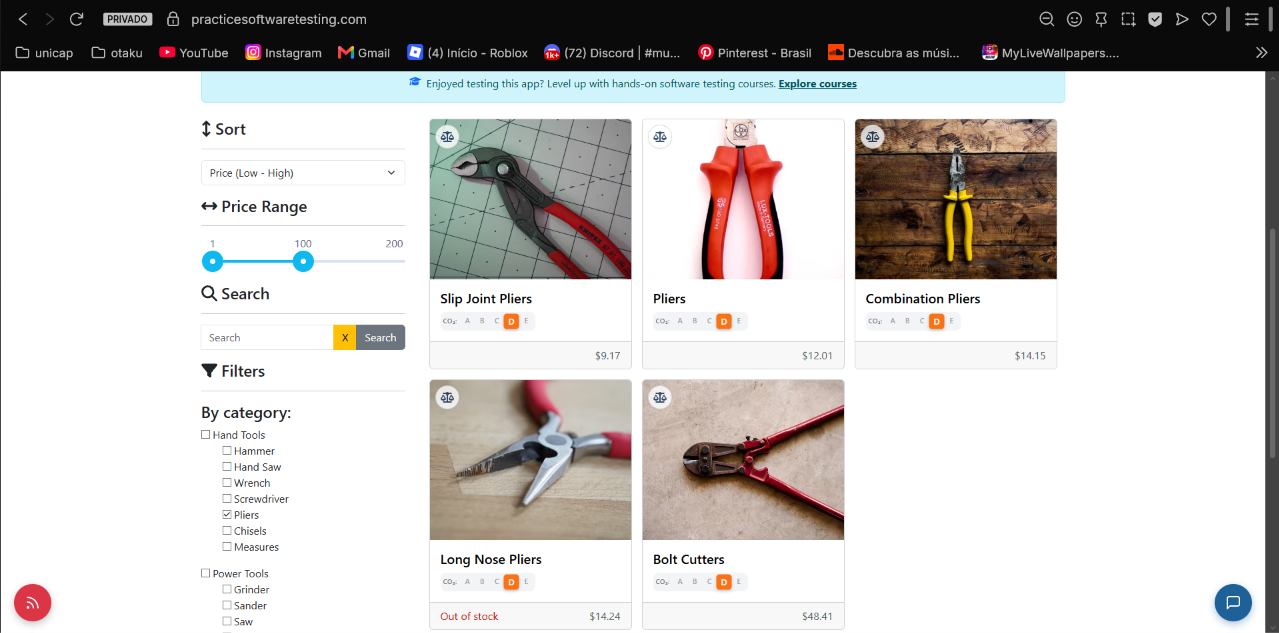 PRIVADO practicesoftwaretesting.com
unicap otaku YouTube Instagram Gmail (4) Início - Roblox (72) Discord | #mu... Pinterest - Brasil Descubra as músi... MyLiveWallpapers....
Enjoyed testing this app? Level up with hands-on software testing courses. Explore courses
Sort
Price (Low - High)
Price Range
1 100 200
Search
Search X Search
Filters
By category:
Hand Tools
Hammer
Hand Saw
Wrench
Screwdriver
Pliers
Chisels
Measures
Power Tools
Grinder
Sander
Saw
Slip Joint Pliers
CO₂: A B C D E
$9.17
LUX-TOOLS
Pliers
CO₂: A B C D E
$12.01
Combination Pliers
CO₂: A B C D E
$14.15
Long Nose Pliers
CO₂: A B C D E
Out of stock $14.24
Bolt Cutters
CO₂: A B C D E
$48.41